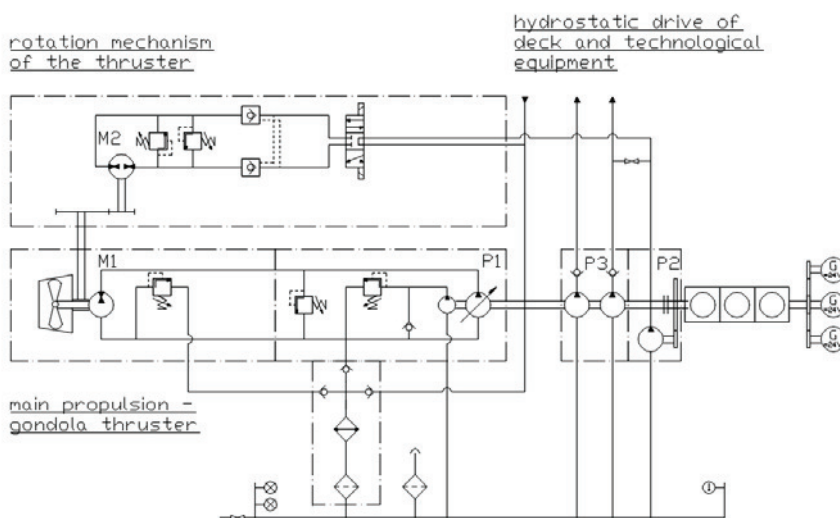 rotation mechanism
of the thruster
hydrostatic drive of
deck and technological
equipment
M2
M1
P1
P3
P2
G
G
G
main propulsion -
gondola thruster